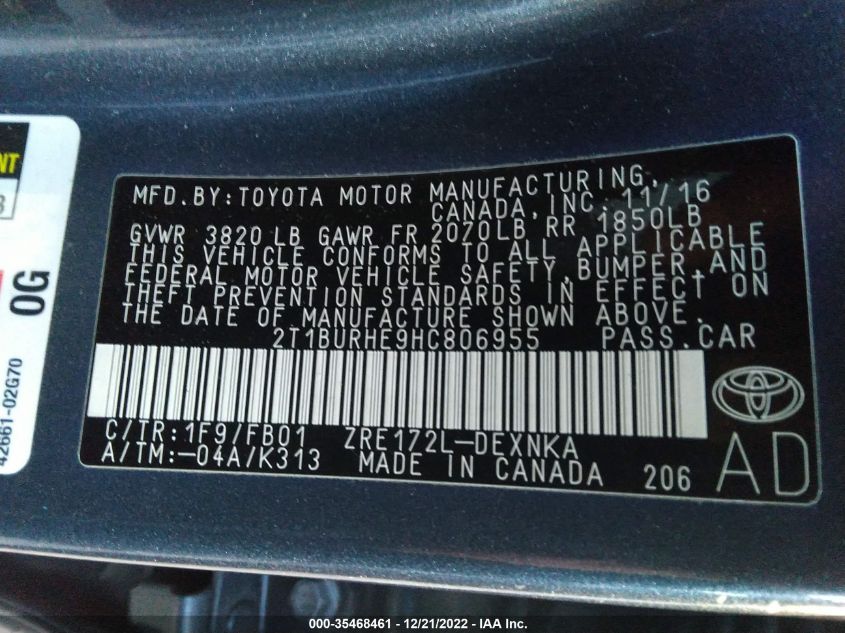 MFD.BY:TOYOTA MOTOR MANUFACTURING,
CANADA, INC. 11/16
GVWR 3820 LB GAWR FR 2070LB RR 1850LB
THIS VEHICLE CONFORMS TO ALL APPLICABLE
FEDERAL MOTOR VEHICLE SAFETY, BUMPER, AND
THEFT PREVENTION STANDARDS IN EFFECT ON
THE DATE OF MANUFACTURE SHOWN ABOVE.
2T1BURHE9HC806955 PASS.CAR
C/TR:1F9/FB01 ZRE172L-DEXNKA
A/TM:-04A/K313 MADE IN CANADA 206
AD
0G
42661-02G70
000-35468461 - 12/21/2022 - IAA Inc.